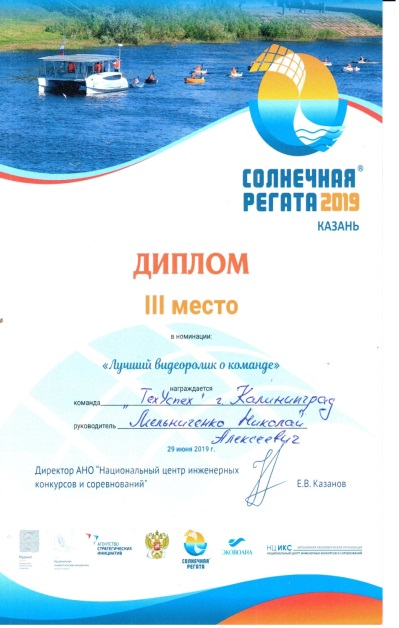 СОЛНЕЧНАЯ®
РЕГАТА 2019
КАЗАНЬ
ДИПЛОМ
III место
в номинации:
«Лучший видеоролик о команде»
награждается
команда "ТехУспех" г. Калининград
руководитель Мельниченко Николай
Алексеевич
29 июня 2019 г.
Директор АНО "Национальный центр инженерных
конкурсов и соревнований"
Е.В. Казанов
АГЕНТСТВО
СТРАТЕГИЧЕСКИХ
ИНИЦИАТИВ
СОЛНЕЧНАЯ
РЕГАТА
ЭКОВОЛНА
НЦ ИКС